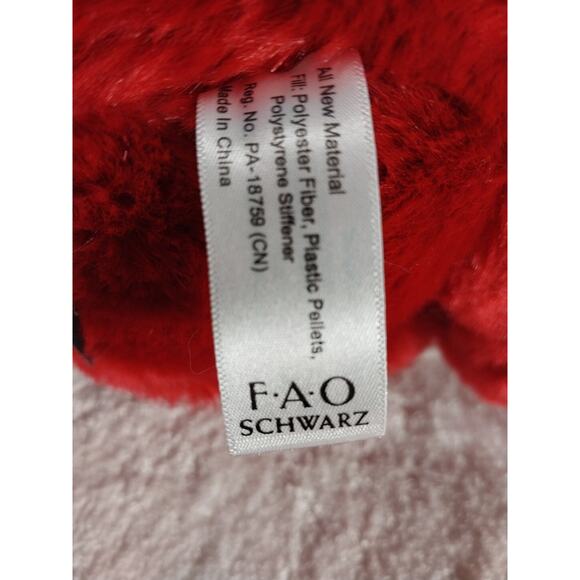 All New Material
Fill: Polyester Fiber, Plastic Pellets,
Polystyrene Stiffener
Reg. No. PA-18759 (CN)
Made In China
F·A·O
SCHWARZ